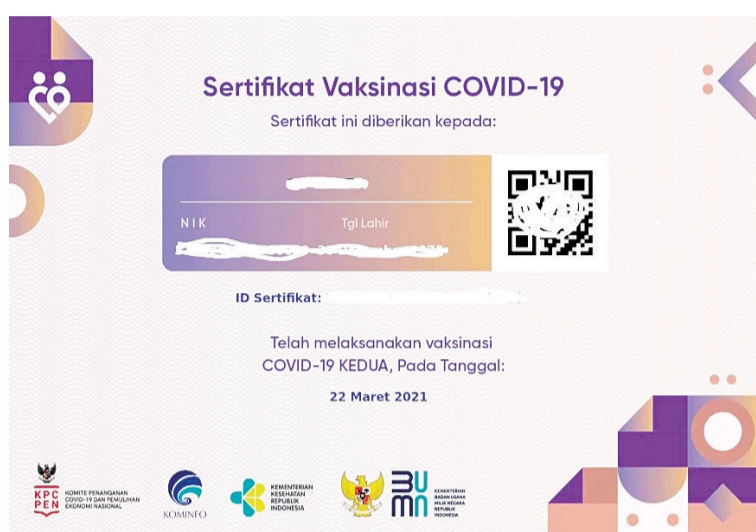 Sertifikat Vaksinasi COVID-19
Sertifikat ini diberikan kepada:
NIK
Tgl Lahir
ID Sertifikat:
Telah melaksanakan vaksinasi
COVID-19 KEDUA, Pada Tanggal:
22 Maret 2021
KPC
PEN
KOMITE PENANGANAN
COVID-19 DAN PEMULIHAN
EKONOMI NASIONAL
KOMINFO
KEMENTERIAN
KESEHATAN
REPUBLIK
INDONESIA
BUMN
KEMENTERIAN
BADAN USAHA
MILIK NEGARA
REPUBLIK
INDONESIA